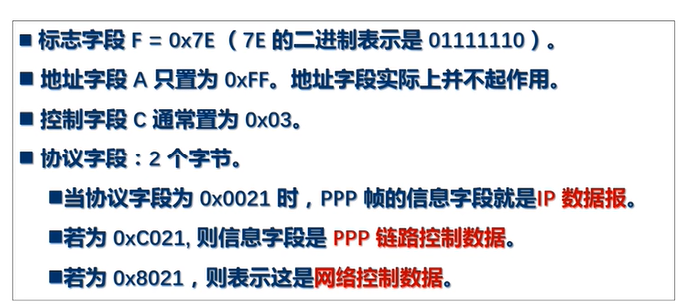 ■ 标志字段 F = 0x7E （7E 的二进制表示是 01111110）。
■ 地址字段 A 只置为 0xFF。地址字段实际上并不起作用。
■ 控制字段 C 通常置为 0x03。
■ 协议字段：2 个字节。
■当协议字段为 0x0021 时，PPP 帧的信息字段就是IP 数据报。
■若为 0xC021, 则信息字段是 PPP 链路控制数据。
■若为 0x8021，则表示这是网络控制数据。